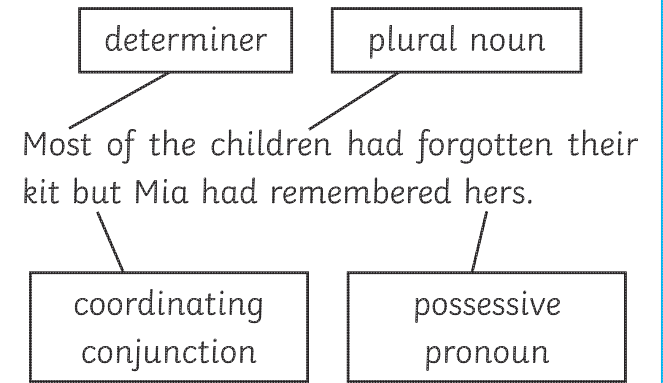 determiner
plural noun
Most of the children had forgotten their
kit but Mia had remembered hers.
coordinating
conjunction
possessive
pronoun